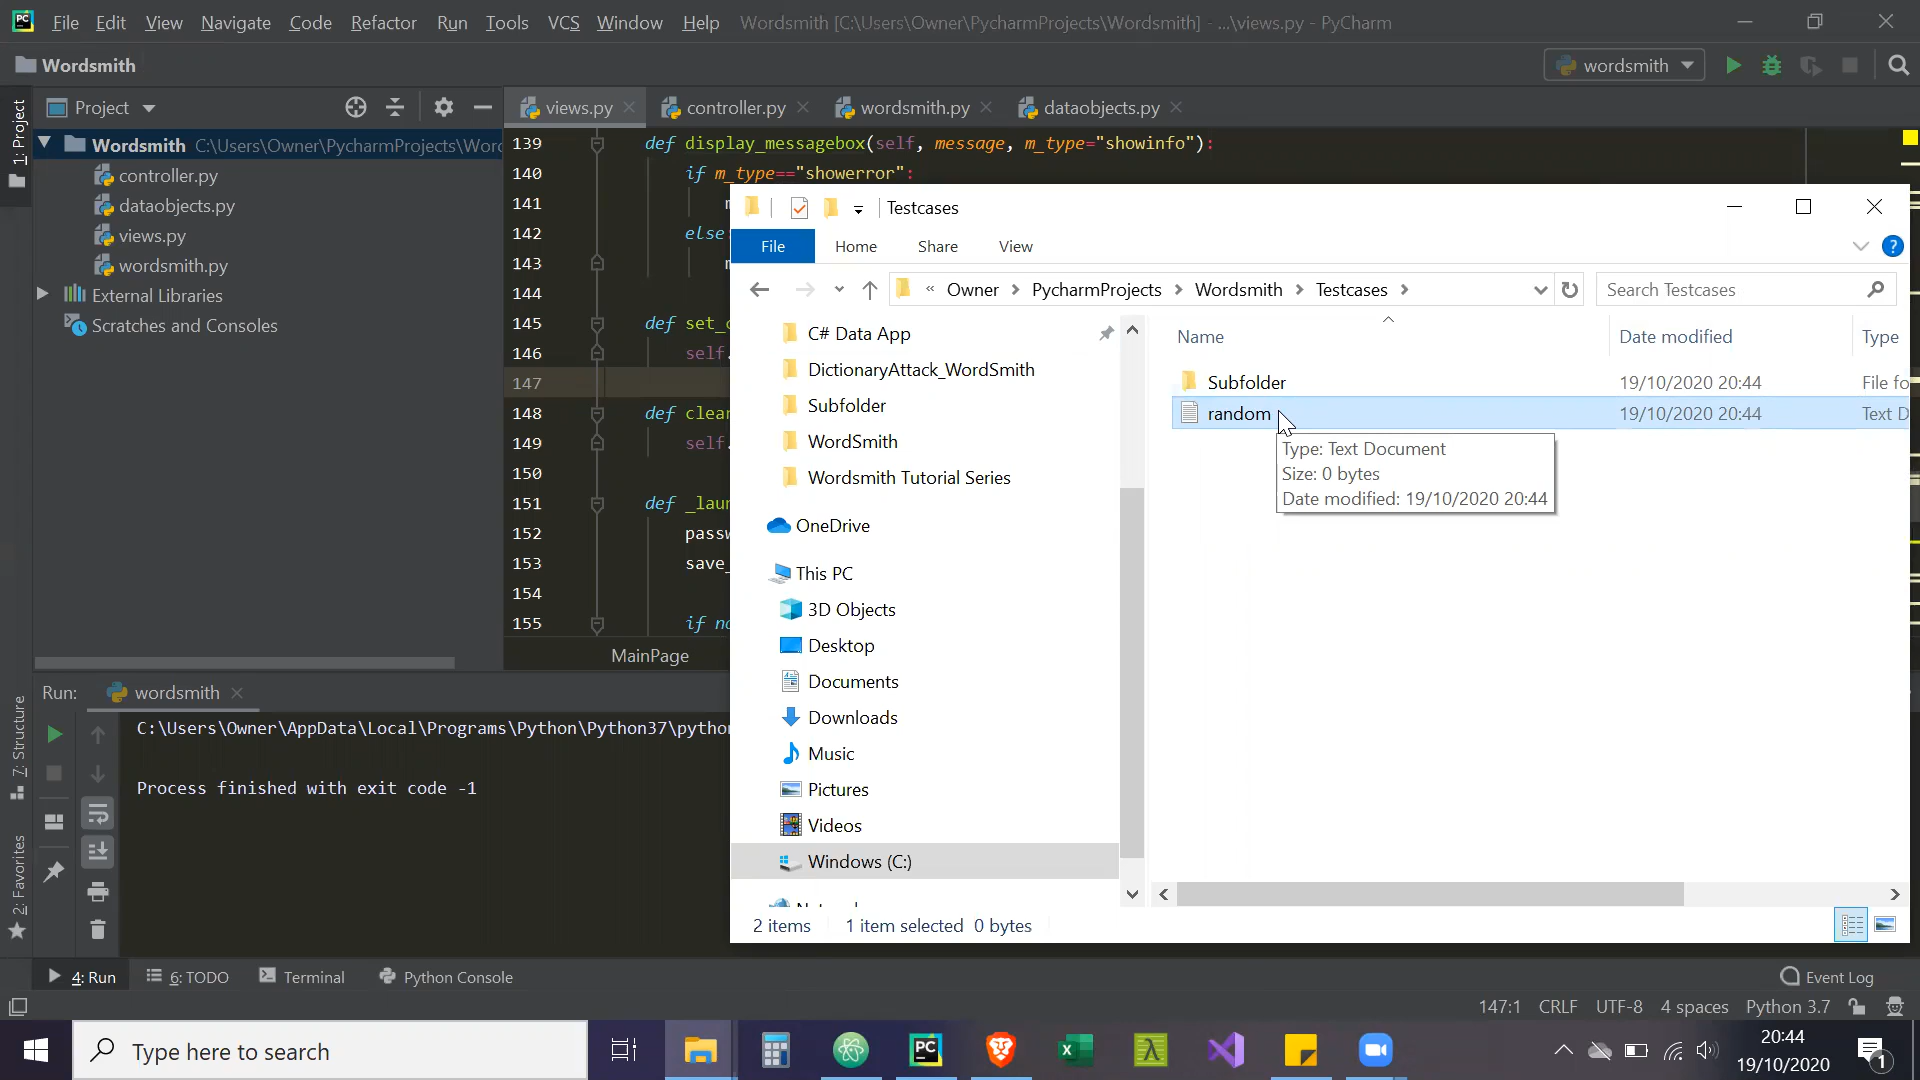 File Edit View Navigate Code Refactor Run Tools VCS Window Help Wordsmith [C:\Users\Owner\PycharmProjects\Wordsmith] - ...\views.py - PyCharm
Wordsmith
wordsmith
1: Project
Project
views.py
controller.py
wordsmith.py
dataobjects.py
Wordsmith C:\Users\Owner\PycharmProjects\Wor
controller.py
dataobjects.py
views.py
wordsmith.py
External Libraries
Scratches and Consoles
139 def display_messagebox(self, message, m_type="showinfo"):
140 if m_type=="showerror":
141
142 else
143
144
145 def set_
146 self.
147
148 def clear
149 self.
150
151 def _lau
152 passw
153 save_
154
155 if no
MainPage
Testcases
File Home Share View
« Owner > PycharmProjects > Wordsmith > Testcases >
Search Testcases
C# Data App
DictionaryAttack_WordSmith
Subfolder
WordSmith
Wordsmith Tutorial Series
OneDrive
This PC
3D Objects
Desktop
Documents
Downloads
Music
Pictures
Videos
Windows (C:)
Name Date modified Type
Subfolder 19/10/2020 20:44 File fo
random 19/10/2020 20:44 Text D
Type: Text Document
Size: 0 bytes
Date modified: 19/10/2020 20:44
2 items 1 item selected 0 bytes
Run: wordsmith
C:\Users\Owner\AppData\Local\Programs\Python\Python37\pytho
Process finished with exit code -1
7: Structure
2: Favorites
4: Run 6: TODO Terminal Python Console Event Log
147:1 CRLF UTF-8 4 spaces Python 3.7
Type here to search
20:44
19/10/2020
1